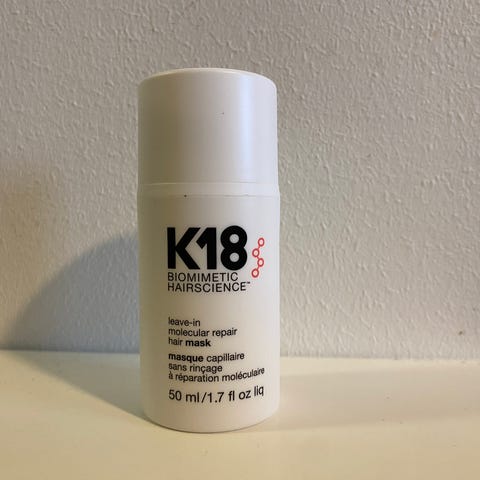 K18
BIOMIMETIC
HAIRSCIENCE™
leave-in
molecular repair
hair mask
masque capillaire
sans rinçage
à réparation moléculaire
50 ml/1.7 fl oz liq